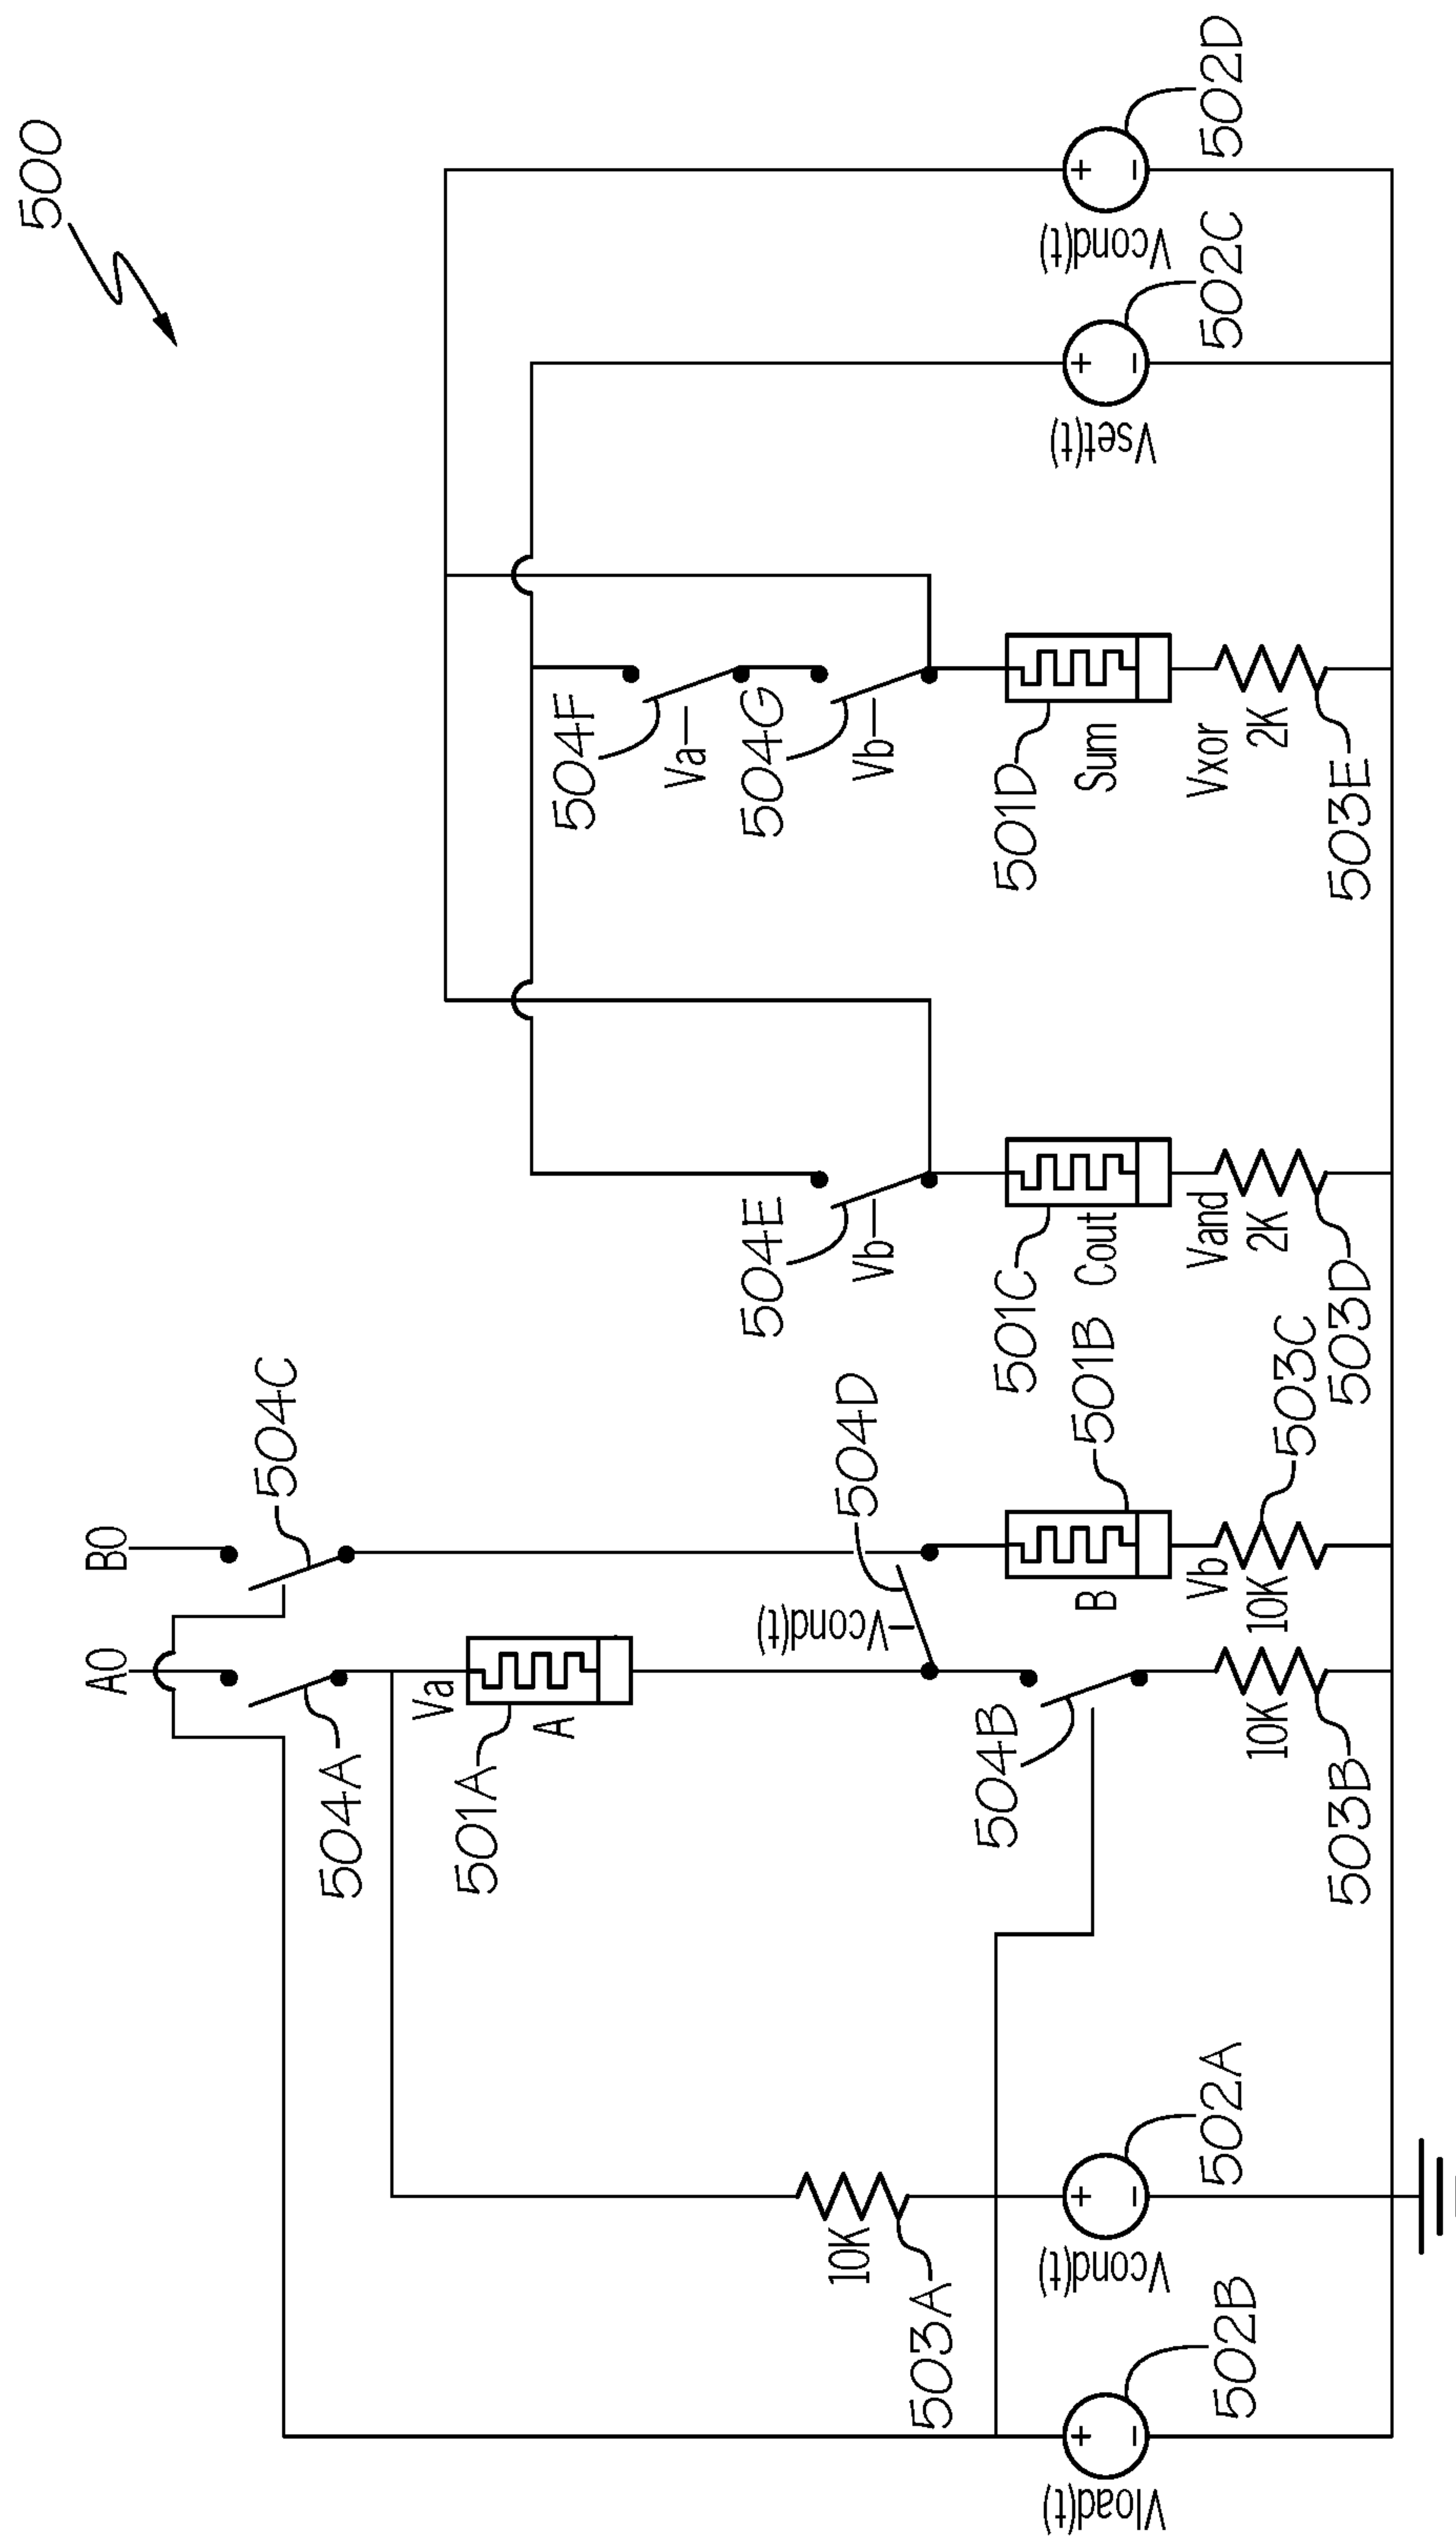 500
A0
B0
504C
504A
Va
A
501A
504F
Va
504G
Vb
504E
Vb
504D
Vcond(t)
10K
503A
504B
B
501B
501C
Cout
501D
Sum
Vcond(t)
502D
Vset(t)
502C
Vload(t)
502B
Vcond(t)
502A
10K
503B
Vb
10K
503C
Vand
2K
503D
Vxor
2K
503E